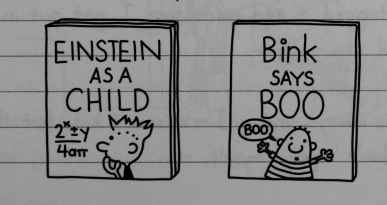 EINSTEIN
AS A
CHILD
2ˣ±y
4απ
Bink
SAYS
BOO
BOO